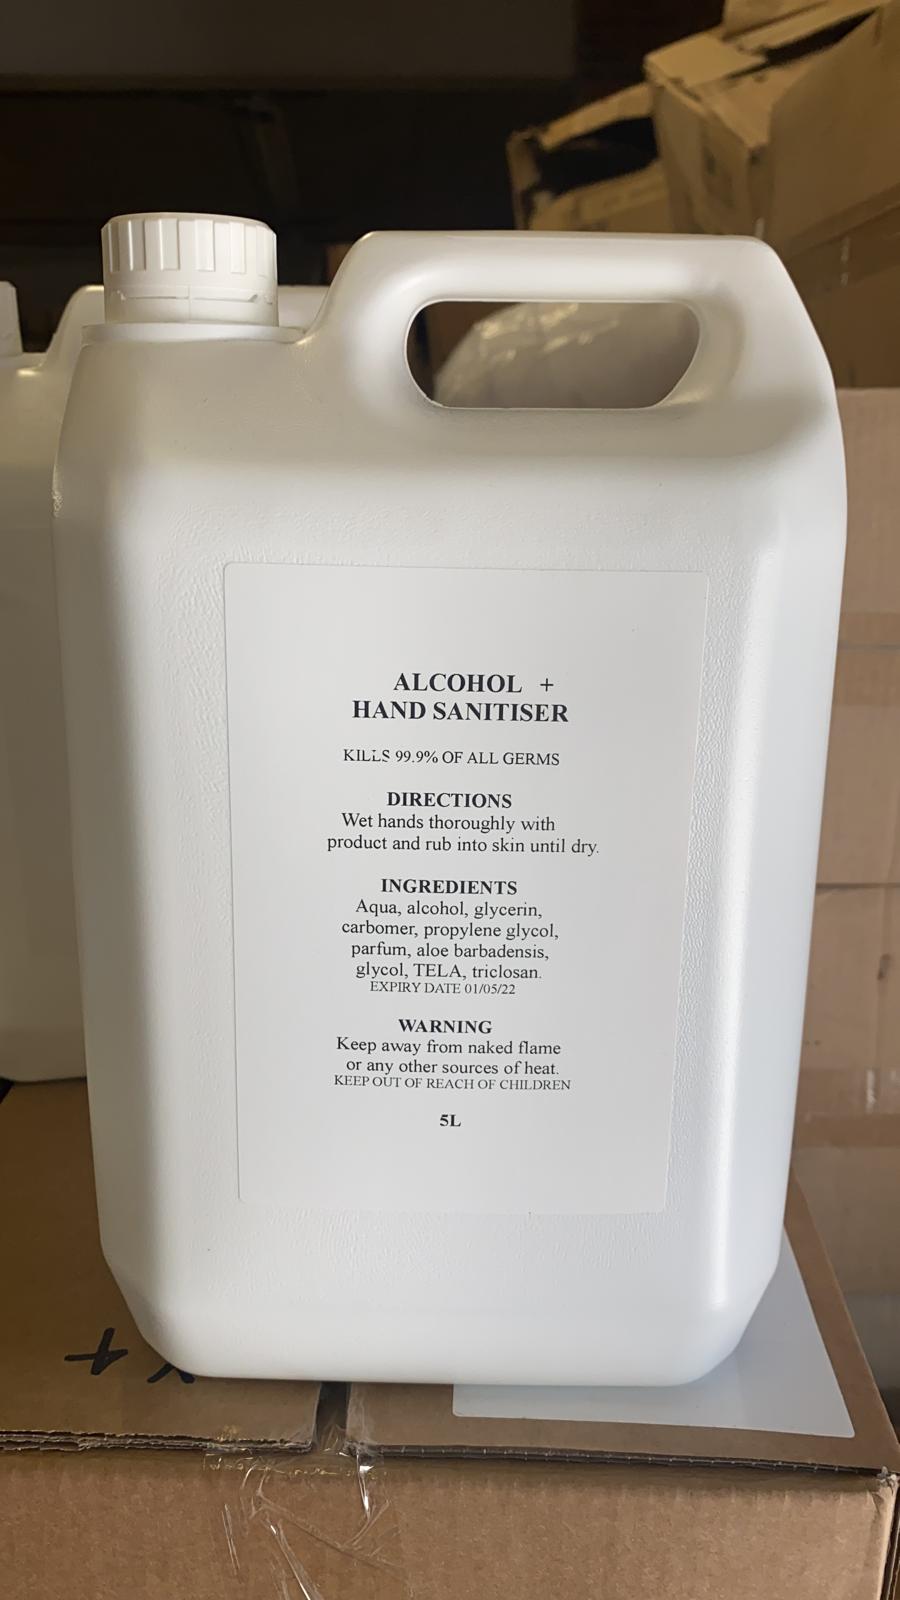 ALCOHOL +
HAND SANITISER
KILLS 99.9% OF ALL GERMS
DIRECTIONS
Wet hands thoroughly with
product and rub into skin until dry.
INGREDIENTS
Aqua, alcohol, glycerin,
carbomer, propylene glycol,
parfum, aloe barbadensis,
glycol, TELA, triclosan.
EXPIRY DATE 01/05/22
WARNING
Keep away from naked flame
or any other sources of heat.
KEEP OUT OF REACH OF CHILDREN
5L